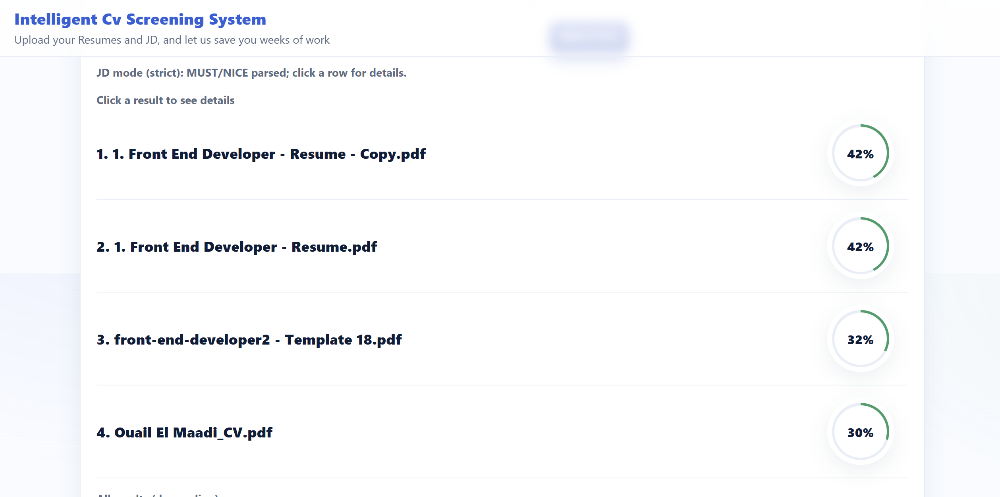 Intelligent Cv Screening System
Upload your Resumes and JD, and let us save you weeks of work
JD mode (strict): MUST/NICE parsed; click a row for details.
Click a result to see details
1. 1. Front End Developer - Resume - Copy.pdf
42%
2. 1. Front End Developer - Resume.pdf
42%
3. front-end-developer2 - Template 18.pdf
32%
4. Ouail El Maadi_CV.pdf
30%